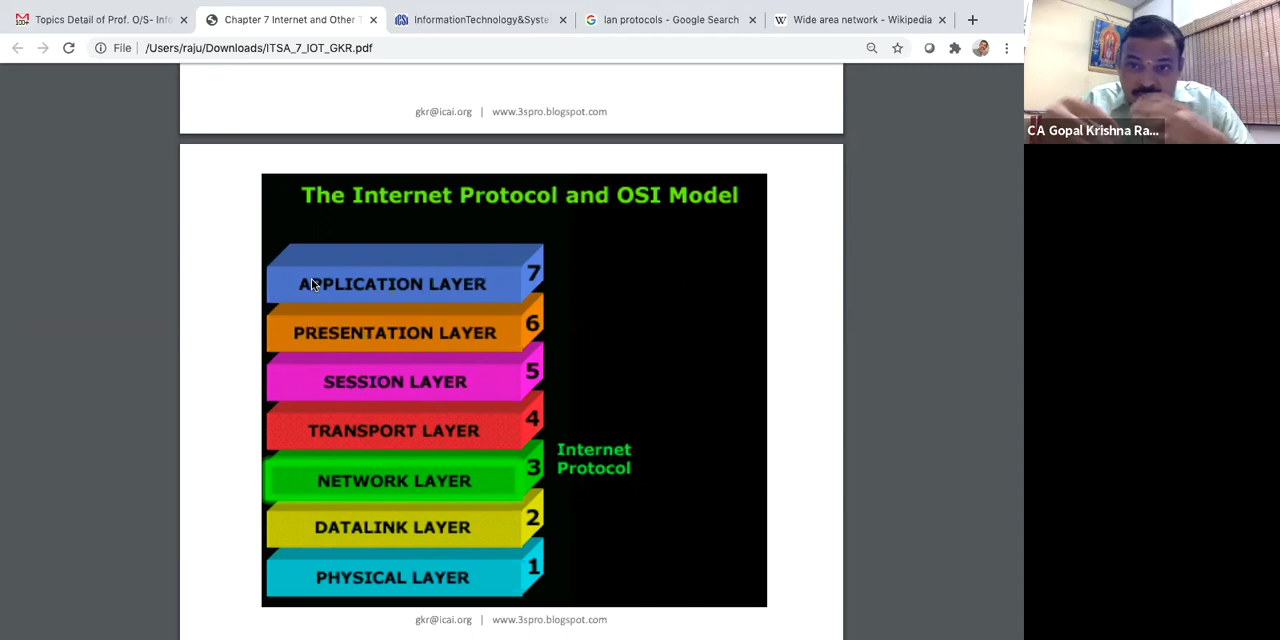 Topics Detail of Prof. O/S- Info
Chapter 7 Internet and Other T
InformationTechnology&Syste
lan protocols - Google Search
Wide area network - Wikipedia
File | /Users/raju/Downloads/ITSA_7_IOT_GKR.pdf
gkr@icai.org | www.3spro.blogspot.com
The Internet Protocol and OSI Model
APPLICATION LAYER 7
PRESENTATION LAYER 6
SESSION LAYER 5
TRANSPORT LAYER 4
NETWORK LAYER 3
Internet
Protocol
DATALINK LAYER 2
PHYSICAL LAYER 1
gkr@icai.org | www.3spro.blogspot.com
CA Gopal Krishna Ra...